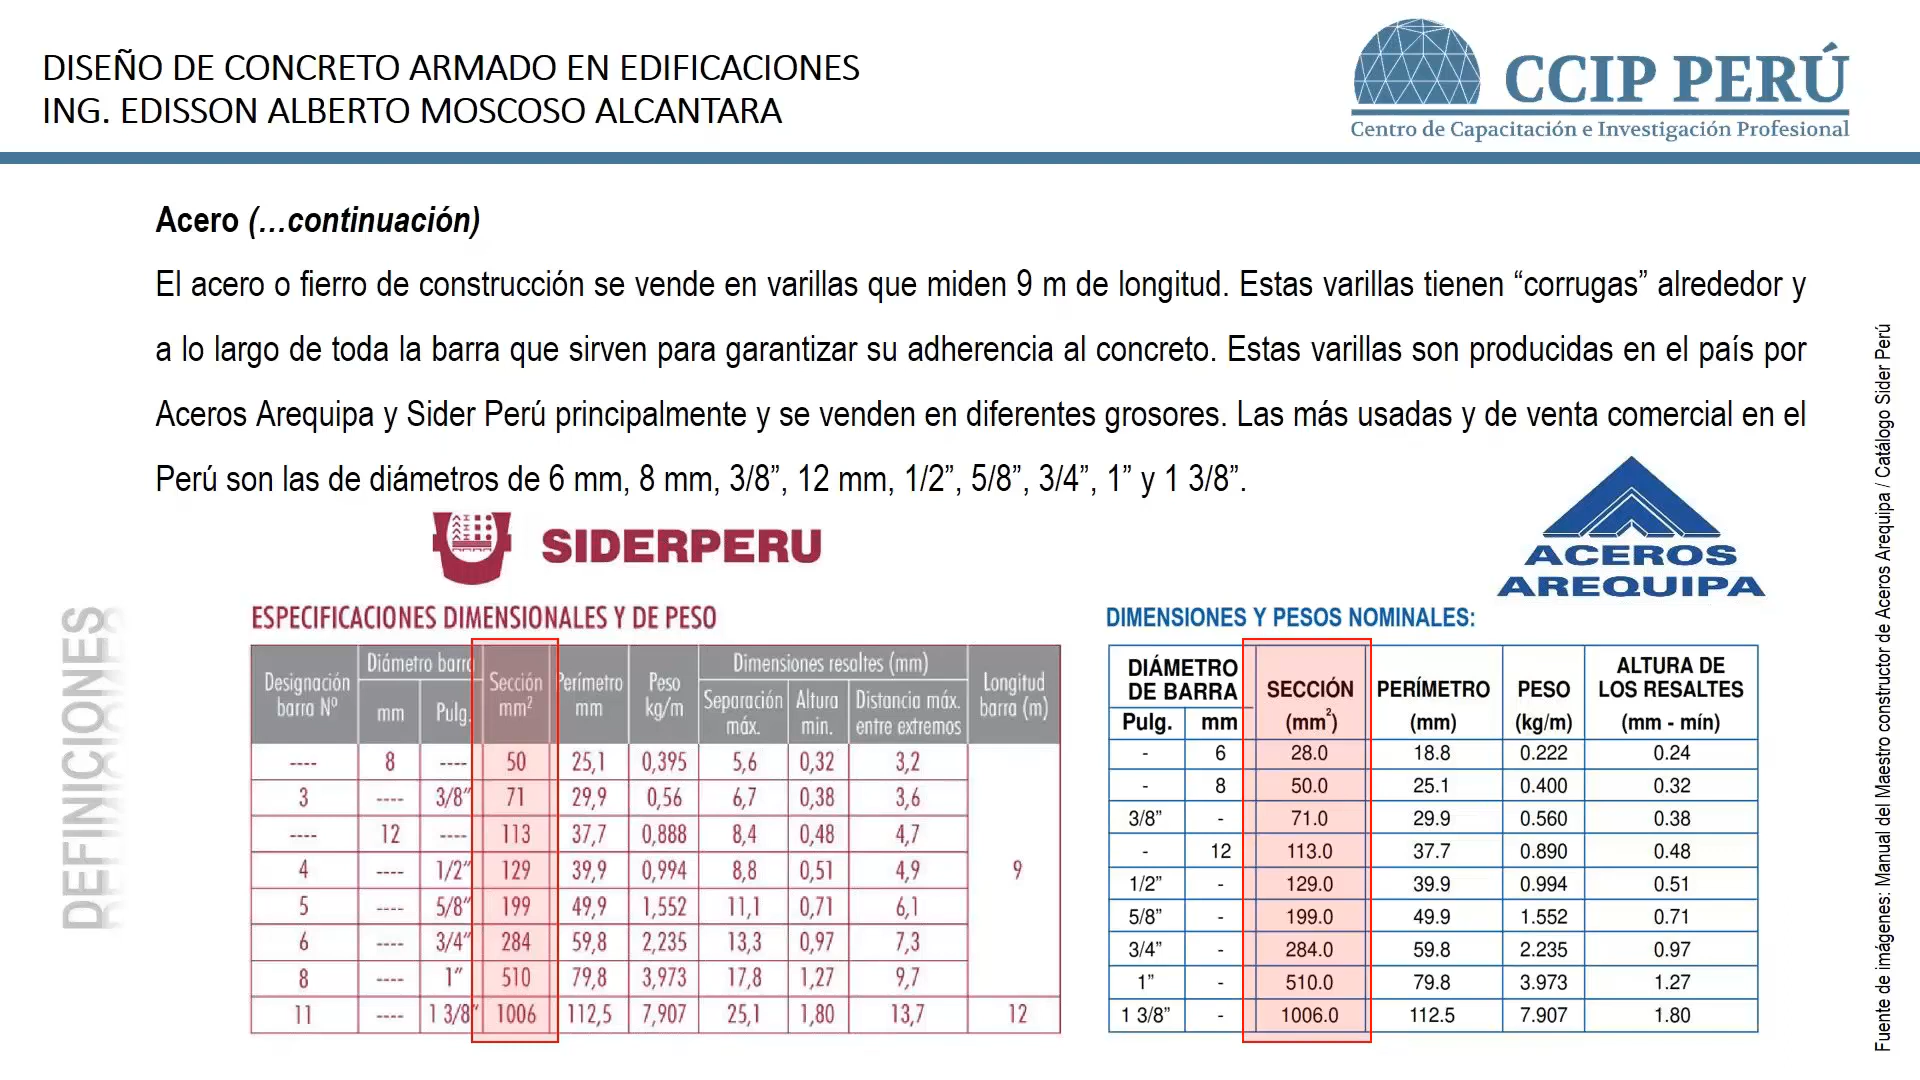 DISEÑO DE CONCRETO ARMADO EN EDIFICACIONES
ING. EDISSON ALBERTO MOSCOSO ALCANTARA
CCIP PERÚ
Centro de Capacitación e Investigación Profesional
Acero (…continuación)
El acero o fierro de construcción se vende en varillas que miden 9 m de longitud. Estas varillas tienen “corrugas” alrededor y
a lo largo de toda la barra que sirven para garantizar su adherencia al concreto. Estas varillas son producidas en el país por
Aceros Arequipa y Sider Perú principalmente y se venden en diferentes grosores. Las más usadas y de venta comercial en el
Perú son las de diámetros de 6 mm, 8 mm, 3/8”, 12 mm, 1/2”, 5/8”, 3/4”, 1” y 1 3/8”.
DEFINICIONES
SIDERPERU
ESPECIFICACIONES DIMENSIONALES Y DE PESO
Designación barra Nº | Diámetro barra mm | Pulg. | Sección mm² | Perímetro mm | Peso kg/m | Dimensiones resaltes (mm) Separación máx. | Altura min. | Distancia máx. entre extremos | Longitud barra (m)
---- 8 ---- 50 25,1 0,395 5,6 0,32 3,2
3 ---- 3/8″ 71 29,9 0,56 6,7 0,38 3,6
---- 12 ---- 113 37,7 0,888 8,4 0,48 4,7
4 ---- 1/2″ 129 39,9 0,994 8,8 0,51 4,9 9
5 ---- 5/8″ 199 49,9 1,552 11,1 0,71 6,1
6 ---- 3/4″ 284 59,8 2,235 13,3 0,97 7,3
8 ---- 1″ 510 79,8 3,973 17,8 1,27 9,7
11 ---- 1 3/8″ 1006 112,5 7,907 25,1 1,80 13,7 12
ACEROS
AREQUIPA
DIMENSIONES Y PESOS NOMINALES:
DIÁMETRO DE BARRA Pulg. | mm | SECCIÓN (mm²) | PERÍMETRO (mm) | PESO (kg/m) | ALTURA DE LOS RESALTES (mm - mín)
- 6 28.0 18.8 0.222 0.24
- 8 50.0 25.1 0.400 0.32
3/8” - 71.0 29.9 0.560 0.38
- 12 113.0 37.7 0.890 0.48
1/2” - 129.0 39.9 0.994 0.51
5/8” - 199.0 49.9 1.552 0.71
3/4” - 284.0 59.8 2.235 0.97
1” - 510.0 79.8 3.973 1.27
1 3/8” - 1006.0 112.5 7.907 1.80
Fuente de imágenes: Manual del Maestro constructor de Aceros Arequipa / Catálogo Sider Perú